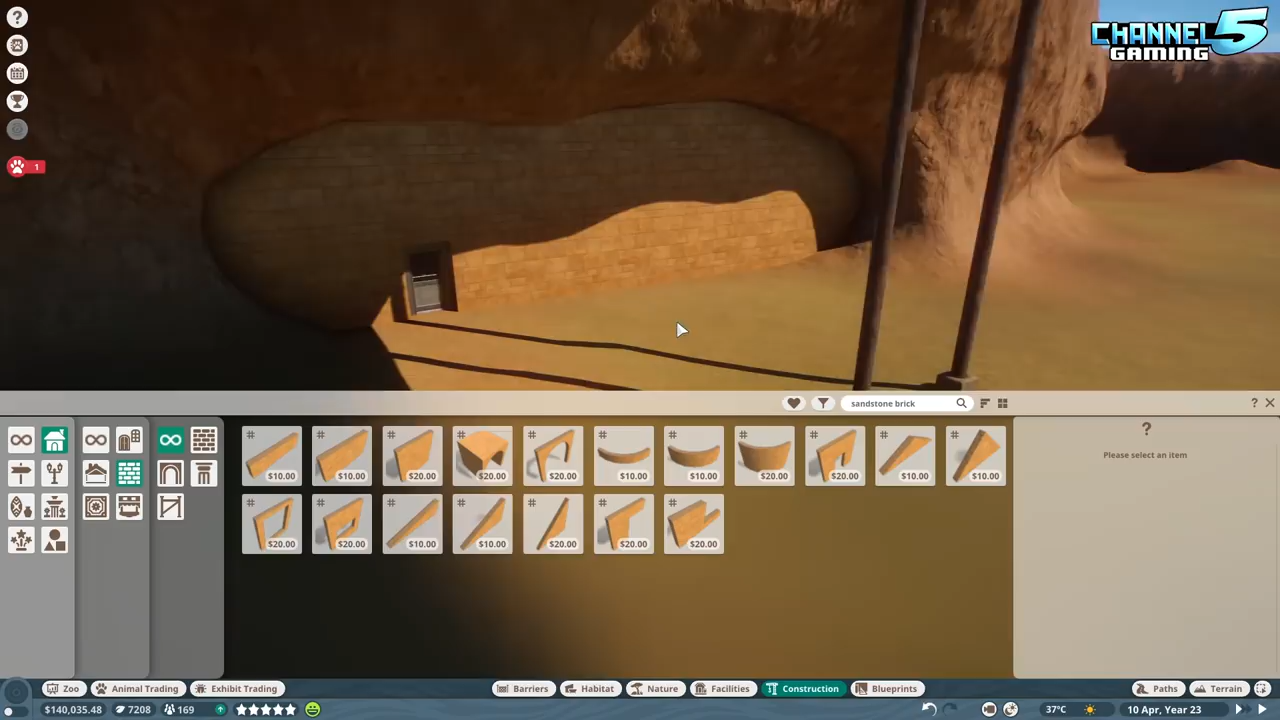 ?
CHANNEL 5
GAMING
1
sandstone brick
?
$10.00
$10.00
$20.00
$20.00
$20.00
$10.00
$10.00
$20.00
$20.00
$10.00
$10.00
$20.00
$20.00
$10.00
$10.00
$20.00
$20.00
$20.00
?
Please select an item
Zoo
Animal Trading
Exhibit Trading
Barriers
Habitat
Nature
Facilities
Construction
Blueprints
Paths
Terrain
$140,035.48
7208
169
37°C
10 Apr, Year 23